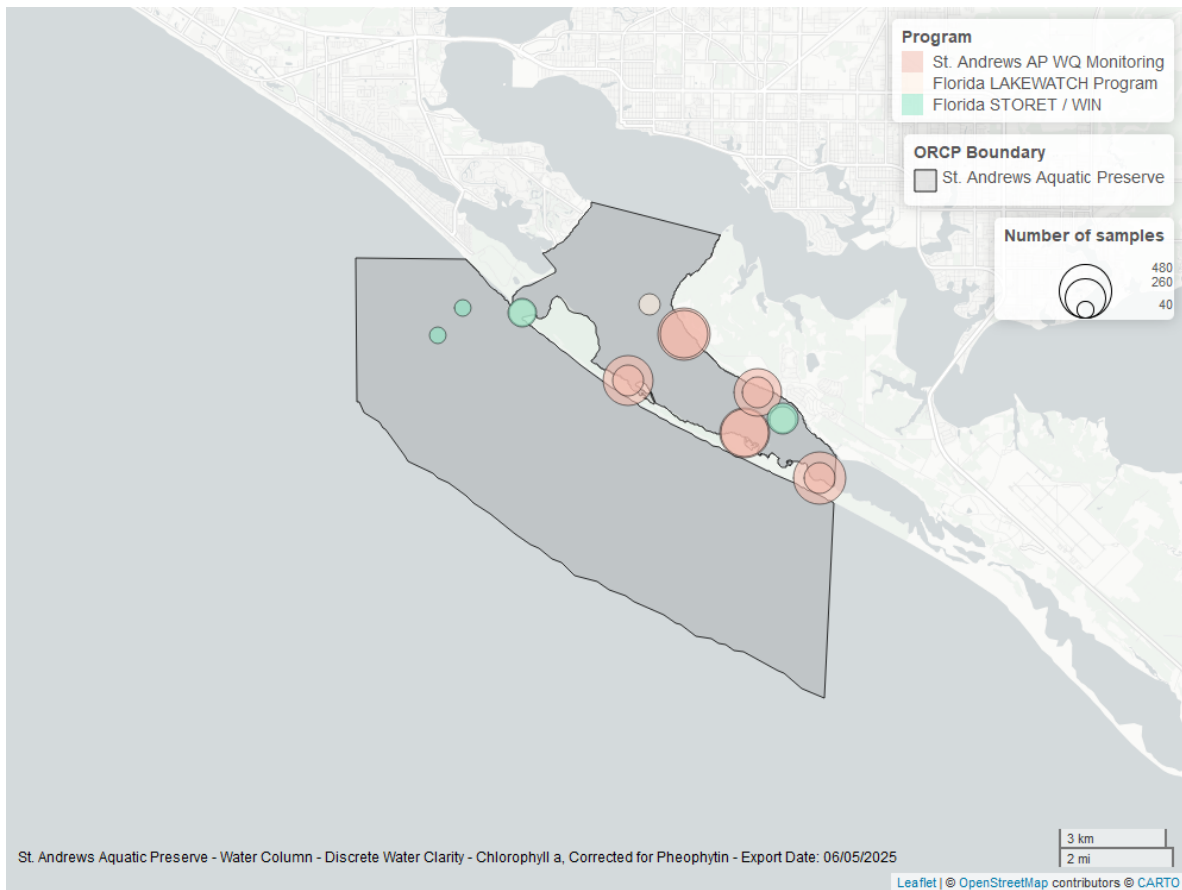 Program
St. Andrews AP WQ Monitoring
Florida LAKEWATCH Program
Florida STORET / WIN
ORCP Boundary
St. Andrews Aquatic Preserve
Number of samples
480
260
40
3 km
2 mi
St. Andrews Aquatic Preserve - Water Column - Discrete Water Clarity - Chlorophyll a, Corrected for Pheophytin - Export Date: 06/05/2025
Leaflet | © OpenStreetMap contributors © CARTO